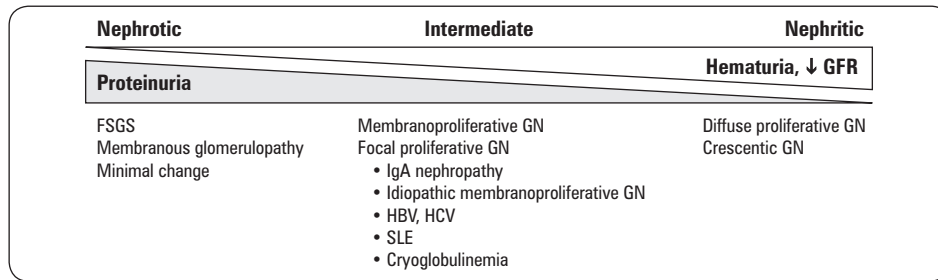 Nephrotic Intermediate Nephritic
Hematuria, ↓ GFR
Proteinuria
FSGS Membranoproliferative GN Diffuse proliferative GN
Membranous glomerulopathy Focal proliferative GN Crescentic GN
Minimal change • IgA nephropathy
• Idiopathic membranoproliferative GN
• HBV, HCV
• SLE
• Cryoglobulinemia